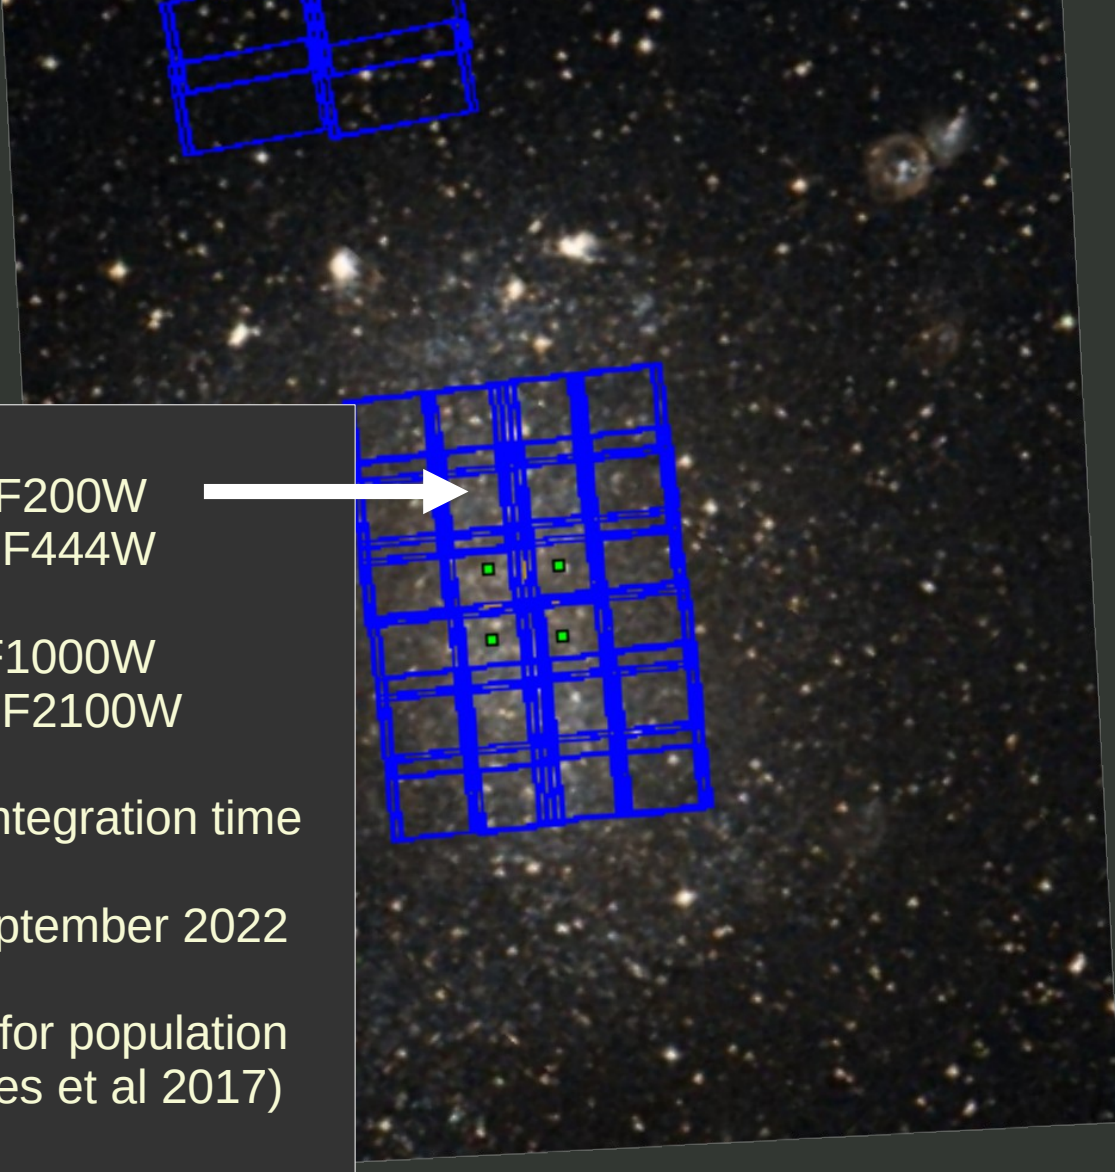 F200W
F444W
F1000W
F2100W
ntegration time
ptember 2022
for population
es et al 2017)